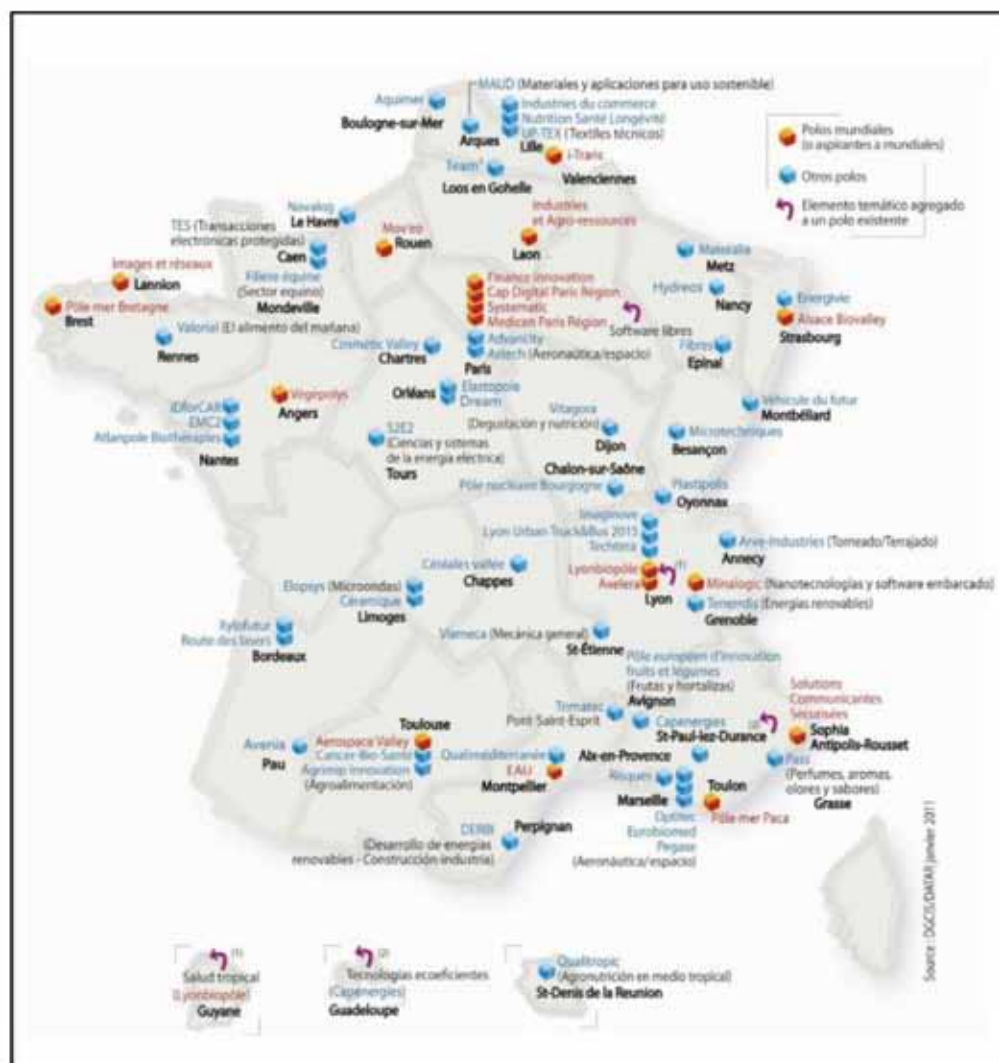 MAUD (Materiales y aplicaciones para uso sostenible)
Aquimer
Boulogne-sur-Mer
Arques
Industries du commerce
Nutrition Santé Longévité
UP-TEX (Textiles técnicos)
Lille
i-Trans
Valenciennes
Team²
Loos en Gohelle
Polos mundiales
(o aspirantes a mundiales)
Otros polos
Elemento temático agregado
a un polo existente
Novalog
Le Havre
TES (Transacciones
electrónicas protegidas)
Caen
Filière équine
(Sector equino)
Mondeville
Mov'eo
Rouen
Industries
et Agro-ressources
Laon
Materalia
Metz
Hydreos
Nancy
Energivie
Alsace Biovalley
Strasbourg
Fibres
Epinal
Images et réseaux
Lannion
Pôle mer Bretagne
Brest
Valorial (El alimento del mañana)
Rennes
Finance Innovation
Cap Digital Paris Région
Systematic
Medicen Paris Région
Software libres
Advancity
Astech (Aeronaútica/espacio)
Paris
Cosmetic Valley
Chartres
Orléans
Elastopole
Dream
Vegepolys
Angers
iDforCAR
EMC2
Atlanpole Biothérapies
Nantes
S2E2
(Ciencias y sistemas
de la energía eléctrica)
Tours
Vitagora
(Degustación y nutrición)
Dijon
Véhicule du futur
Montbéliard
Microtechniques
Besançon
Chalon-sur-Saône
Pôle nucléaire Bourgogne
Plastipolis
Oyonnax
Imaginove
Lyon Urban Truck&Bus 2015
Techtera
Lyonbiopôle
Axelera
(1)
Lyon
Arve-Industries (Torneado/Terrajado)
Annecy
Minalogic (Nanotecnologías y software embarcado)
Tenerrdis (Energías renovables)
Grenoble
Céréales vallée
Chappes
Elopsys (Microondas)
Céramique
Limoges
Viameca (Mecánica general)
St-Étienne
Xylofutur
Route des lasers
Bordeaux
Pôle européen d'innovation
fruits et légumes
(Frutas y hortalizas)
Avignon
Trimatec
Pont-Saint-Esprit
Capenergies
(2)
St-Paul-lez-Durance
Solutions
Communicantes
Sécurisées
Sophia
Antipolis-Rousset
Avenia
Pau
Toulouse
Aerospace Valley
Cancer-Bio-Santé
Agrimip Innovation
(Agroalimentación)
Qualiméditerranée
EAU
Montpellier
Aix-en-Provence
Risques
Marseille
Optitec
Eurobiomed
Pegase
(Aeronáutica/espacio)
Toulon
Pôle mer Paca
Pass
(Perfumes, aromas,
olores y sabores)
Grasse
DERBI
Perpignan
(Desarrollo de energías
renovables - Construcción industria)
Source : DGCIS/DATAR janvier 2011
(1)
Salud tropical
(Lyonbiopôle)
Guyane
(2)
Tecnologías ecoeficientes
(Capénergies)
Guadeloupe
Qualitropic
(Agronutrición en medio tropical)
St-Denis de la Reunion